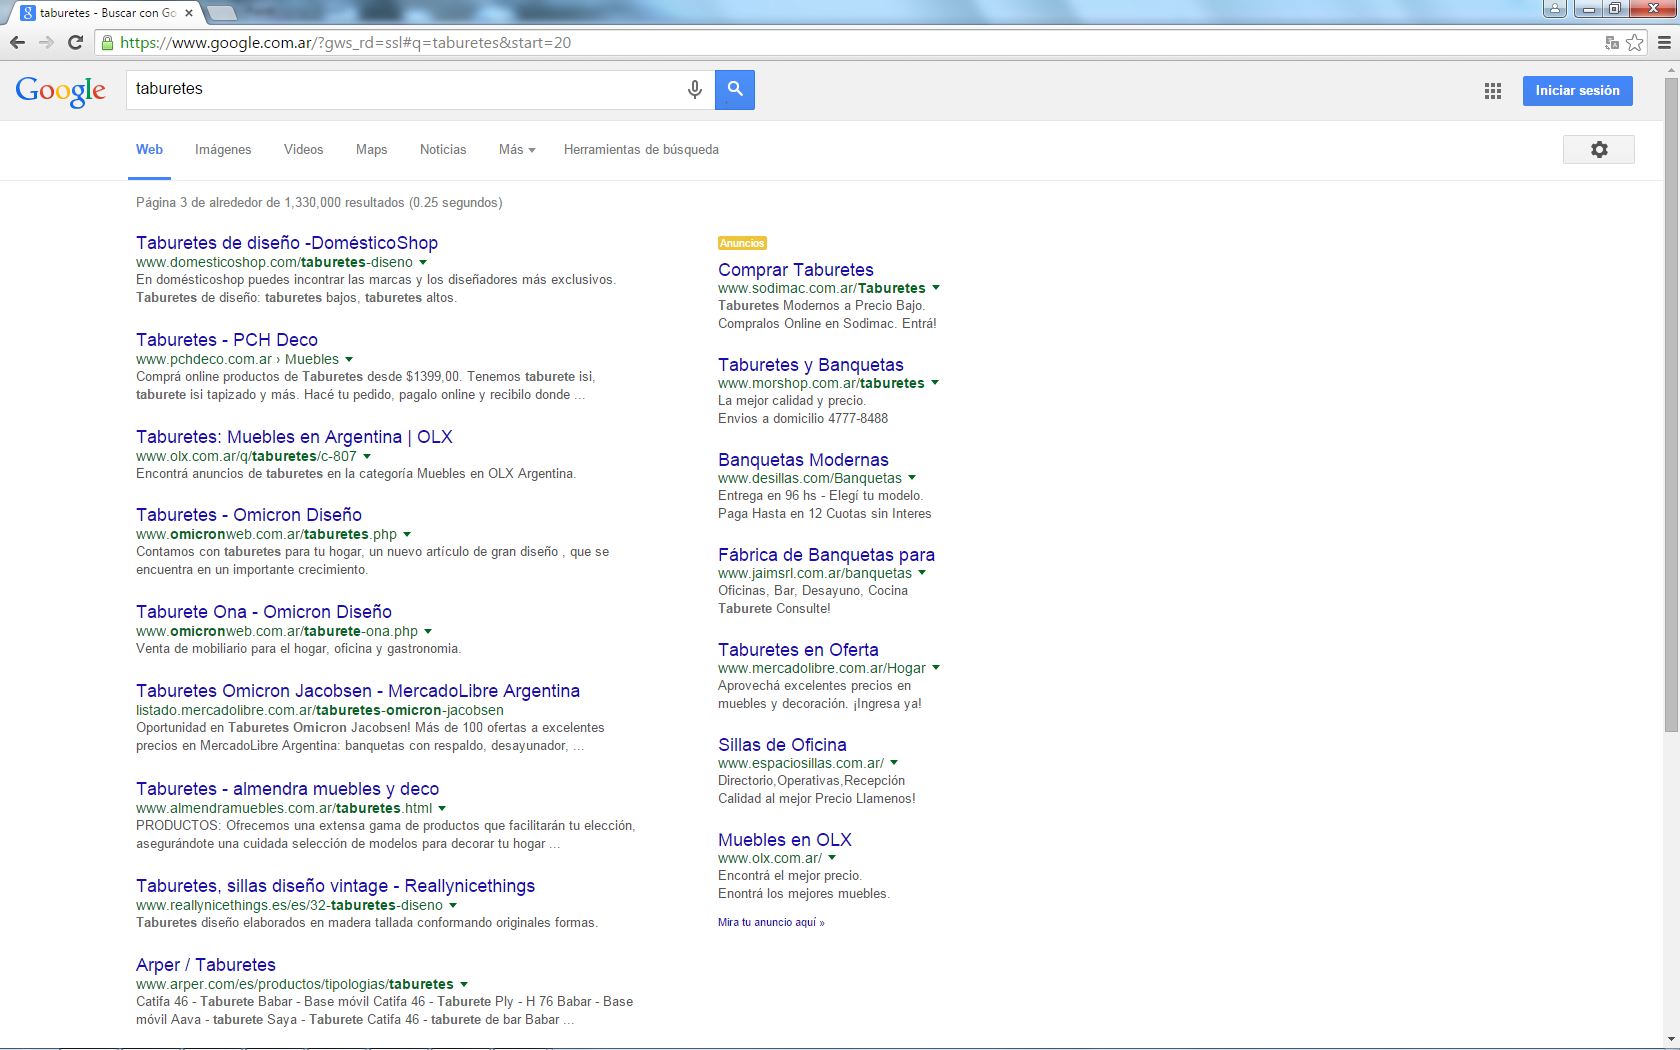 taburetes - Buscar con Go
https://www.google.com.ar/?gws_rd=ssl#q=taburetes&start=20
Google
taburetes
Iniciar sesión
Web Imágenes Videos Maps Noticias Más Herramientas de búsqueda
Página 3 de alrededor de 1,330,000 resultados (0.25 segundos)
Taburetes de diseño -DomésticoShop
www.domesticoshop.com/taburetes-diseno
En domésticoshop puedes incontrar las marcas y los diseñadores más exclusivos.
Taburetes de diseño: taburetes bajos, taburetes altos.
Taburetes - PCH Deco
www.pchdeco.com.ar › Muebles
Comprá online productos de Taburetes desde $1399,00. Tenemos taburete isi,
taburete isi tapizado y más. Hacé tu pedido, pagalo online y recibilo donde ...
Taburetes: Muebles en Argentina | OLX
www.olx.com.ar/q/taburetes/c-807
Encontrá anuncios de taburetes en la categoría Muebles en OLX Argentina.
Taburetes - Omicron Diseño
www.omicronweb.com.ar/taburetes.php
Contamos con taburetes para tu hogar, un nuevo artículo de gran diseño , que se
encuentra en un importante crecimiento.
Taburete Ona - Omicron Diseño
www.omicronweb.com.ar/taburete-ona.php
Venta de mobiliario para el hogar, oficina y gastronomia.
Taburetes Omicron Jacobsen - MercadoLibre Argentina
listado.mercadolibre.com.ar/taburetes-omicron-jacobsen
Oportunidad en Taburetes Omicron Jacobsen! Más de 100 ofertas a excelentes
precios en MercadoLibre Argentina: banquetas con respaldo, desayunador, ...
Taburetes - almendra muebles y deco
www.almendramuebles.com.ar/taburetes.html
PRODUCTOS: Ofrecemos una extensa gama de productos que facilitarán tu elección,
asegurándote una cuidada selección de modelos para decorar tu hogar ...
Taburetes, sillas diseño vintage - Reallynicethings
www.reallynicethings.es/es/32-taburetes-diseno
Taburetes diseño elaborados en madera tallada conformando originales formas.
Arper / Taburetes
www.arper.com/es/productos/tipologias/taburetes
Catifa 46 - Taburete Babar - Base móvil Catifa 46 - Taburete Ply - H 76 Babar - Base
móvil Aava - taburete Saya - Taburete Catifa 46 - taburete de bar Babar ...
Anuncios
Comprar Taburetes
www.sodimac.com.ar/Taburetes
Taburetes Modernos a Precio Bajo.
Compralos Online en Sodimac. Entrá!
Taburetes y Banquetas
www.morshop.com.ar/taburetes
La mejor calidad y precio.
Envios a domicilio 4777-8488
Banquetas Modernas
www.desillas.com/Banquetas
Entrega en 96 hs - Elegí tu modelo.
Paga Hasta en 12 Cuotas sin Interes
Fábrica de Banquetas para
www.jaimsrl.com.ar/banquetas
Oficinas, Bar, Desayuno, Cocina
Taburete Consulte!
Taburetes en Oferta
www.mercadolibre.com.ar/Hogar
Aprovechá excelentes precios en
muebles y decoración. ¡Ingresa ya!
Sillas de Oficina
www.espaciosillas.com.ar/
Directorio,Operativas,Recepción
Calidad al mejor Precio Llamenos!
Muebles en OLX
www.olx.com.ar/
Encontrá el mejor precio.
Enontrá los mejores muebles.
Mira tu anuncio aquí »